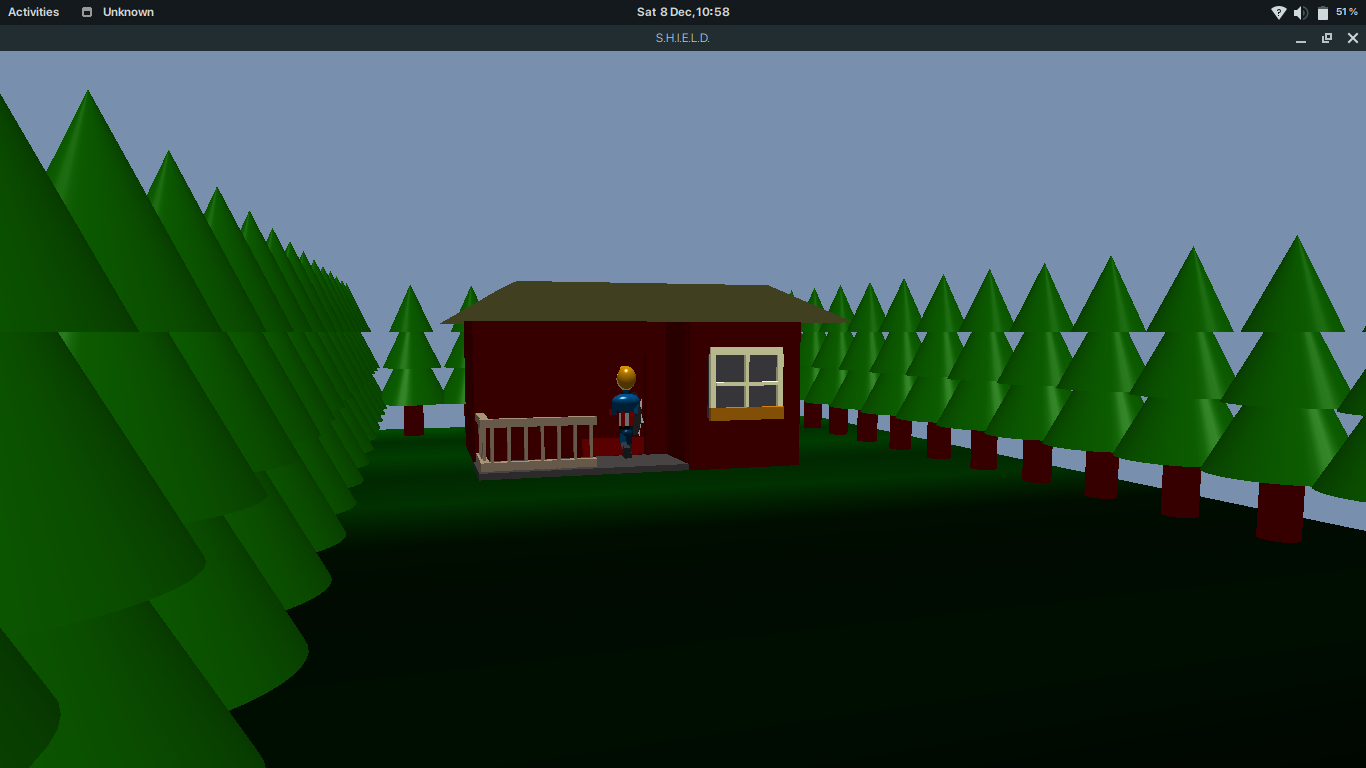 Activities Unknown Sat 8 Dec, 10:58 51 %
S.H.I.E.L.D.